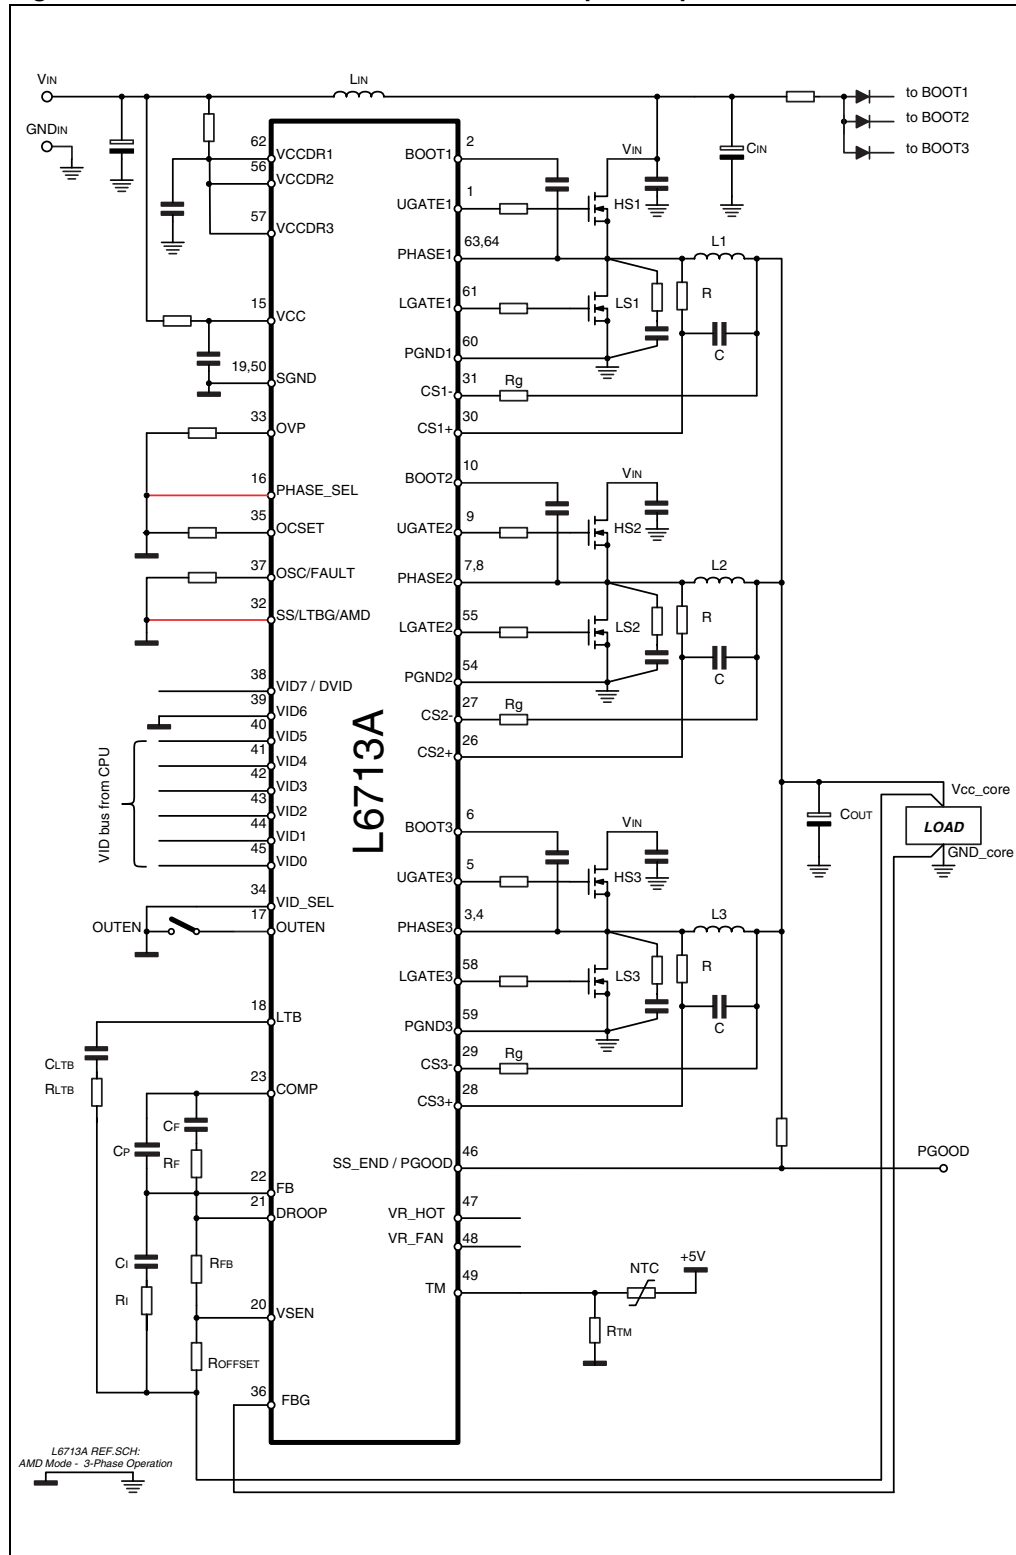 VIN
LIN
to BOOT1
to BOOT2
to BOOT3
GNDIN
CIN
62
VCCDR1
56
VCCDR2
57
VCCDR3
15
VCC
19,50
SGND
33
OVP
16
PHASE_SEL
35
OCSET
37
OSC/FAULT
32
SS/LTBG/AMD
38
VID7 / DVID
39
VID6
40
VID5
41
VID4
42
VID3
43
VID2
44
VID1
45
VID0
VID bus from CPU
34
VID_SEL
17
OUTEN
OUTEN
18
LTB
CLTB
RLTB
23
COMP
CF
CP
RF
22
FB
21
DROOP
CI
RFB
RI
20
VSEN
ROFFSET
36
FBG
L6713A
2
BOOT1
VIN
1
UGATE1
HS1
63,64
PHASE1
L1
61
LGATE1
LS1
R
60
PGND1
C
31
CS1-
Rg
30
CS1+
10
BOOT2
VIN
9
UGATE2
HS2
7,8
PHASE2
L2
55
LGATE2
LS2
R
54
PGND2
C
27
CS2-
Rg
26
CS2+
6
BOOT3
VIN
5
UGATE3
HS3
3,4
PHASE3
L3
58
LGATE3
LS3
R
59
PGND3
C
29
CS3-
Rg
28
CS3+
COUT
Vcc_core
LOAD
GND_core
46
SS_END / PGOOD
PGOOD
47
VR_HOT
48
VR_FAN
49
TM
NTC
+5V
RTM
L6713A REF.SCH:
AMD Mode - 3-Phase Operation